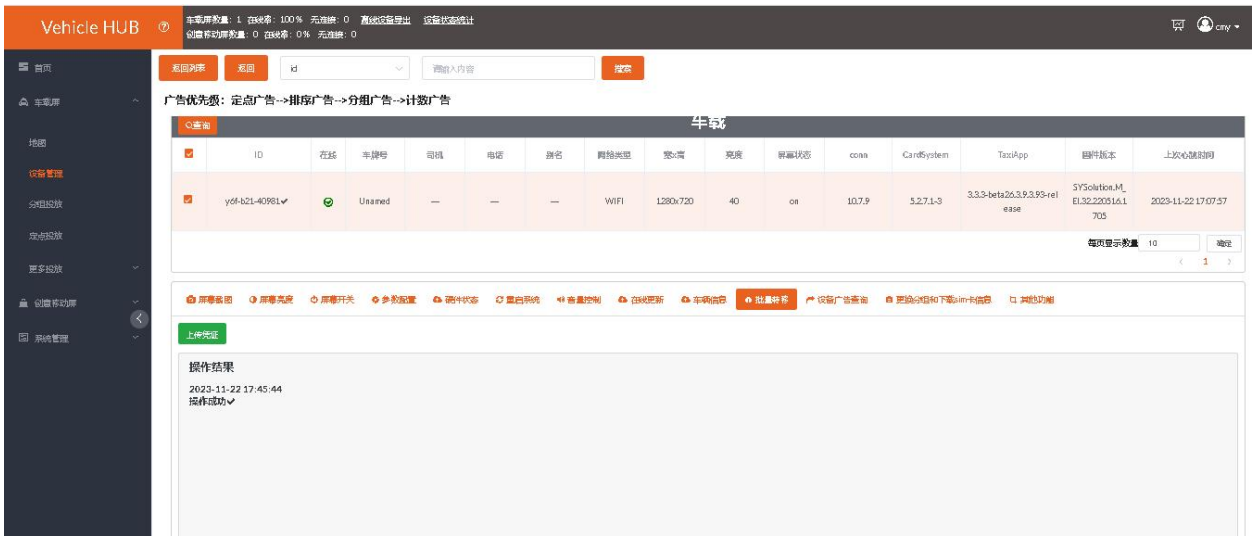 Vehicle HUB
车载屏数量: 1 在线率: 100% 无连接: 0 离线设备导出 设备状态统计
创意移动屏数量: 0 在线率: 0% 无连接: 0
cmy
首页
车载屏
地图
设备管理
分组投放
定点投放
更多投放
创意移动屏
系统管理
返回列表 返回 id 请输入内容 搜索
广告优先级: 定点广告-->排序广告-->分组广告-->计数广告
查询 车载
ID 在线 车牌号 司机 电话 别名 网络类型 宽x高 亮度 屏幕状态 conn CardSystem TaxiApp 固件版本 上次心跳时间
y6f-b21-40981✔ Unamed — — — WIFI 1280x720 40 on 10.7.9 5.2.7.1-3 3.3.3-beta26.3.9.3.93-rel
ease SYSolution.M_
EI.32.220516.1
705 2023-11-22 17:07:57
每页显示数量 10 确定
< 1 >
屏幕截图 屏幕亮度 屏幕开关 参数配置 硬件状态 重启系统 音量控制 在线更新 车辆信息 批量转移 设备广告查询 更换分组和下载sim卡信息 其他功能
上传凭证
操作结果
2023-11-22 17:45:44
操作成功✔